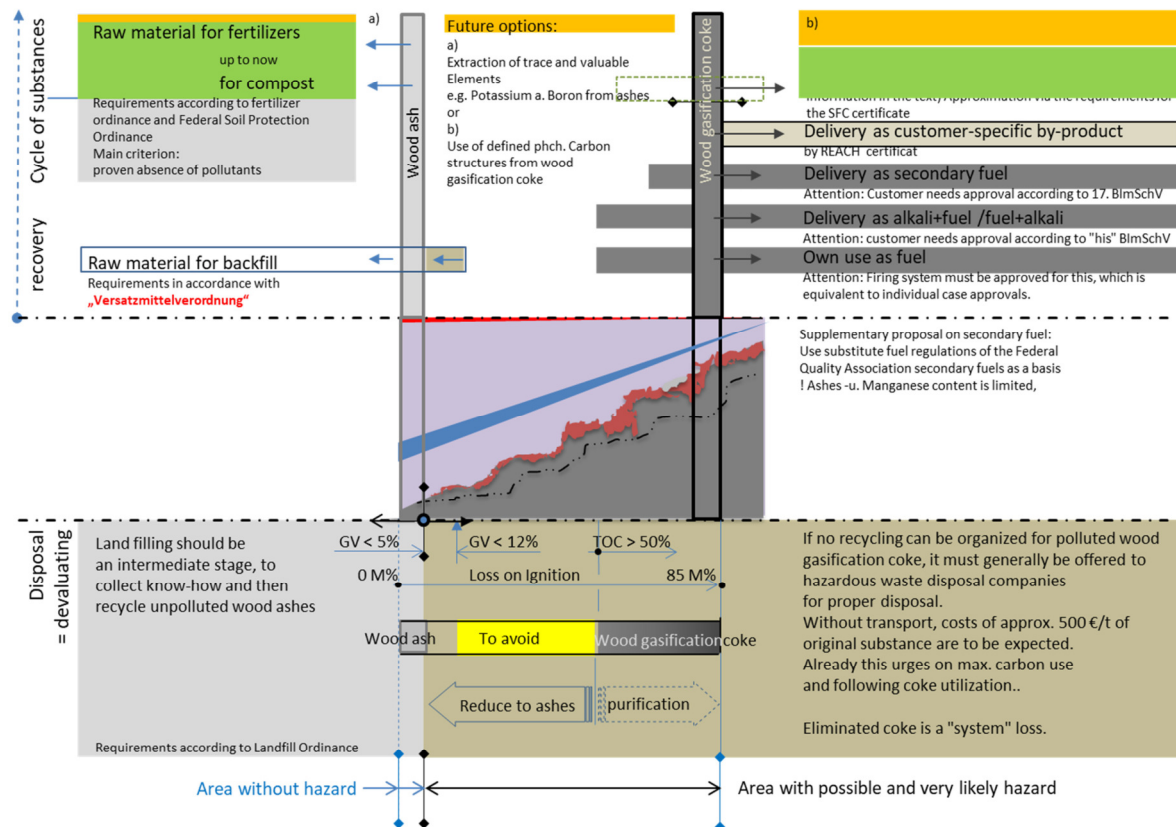 Cycle of substances
recovery
Disposal
= devaluating
Raw material for fertilizers
up to now
for compost
Requirements according to fertilizer
ordinance and Federal Soil Protection
Ordinance
Main criterion:
proven absence of pollutants
a)
Raw material for backfill
Requirements in accordance with
„Versatzmittelverordnung“
Wood ash
Future options:
a)
Extraction of trace and valuable
Elements
e.g. Potassium a. Boron from ashes
or
b)
Use of defined phch. Carbon
structures from wood
gasification coke
Wood gasification coke
b)
Information in the text/ Approximation via the requirements for
the SFC certificate
Delivery as customer-specific by-product
by REACH certificat
Delivery as secondary fuel
Attention: Customer needs approval according to 17. BImSchV
Delivery as alkali+fuel /fuel+alkali
Attention: customer needs approval according to "his" BImSchV
Own use as fuel
Attention: Firing system must be approved for this, which is
equivalent to individual case approvals.
Supplementary proposal on secondary fuel:
Use substitute fuel regulations of the Federal
Quality Association secondary fuels as a basis
! Ashes -u. Manganese content is limited,
Land filling should be
an intermediate stage, to
collect know-how and then
recycle unpolluted wood ashes
Requirements according to Landfill Ordinance
GV < 5%
GV < 12%
TOC > 50%
0 M%
Loss on Ignition
85 M%
Wood ash
To avoid
Wood gasification coke
Reduce to ashes
purification
If no recycling can be organized for polluted wood
gasification coke, it must generally be offered to
hazardous waste disposal companies
for proper disposal.
Without transport, costs of approx. 500 €/t of
original substance are to be expected.
Already this urges on max. carbon use
and following coke utilization..
Eliminated coke is a "system" loss.
Area without hazard
Area with possible and very likely hazard